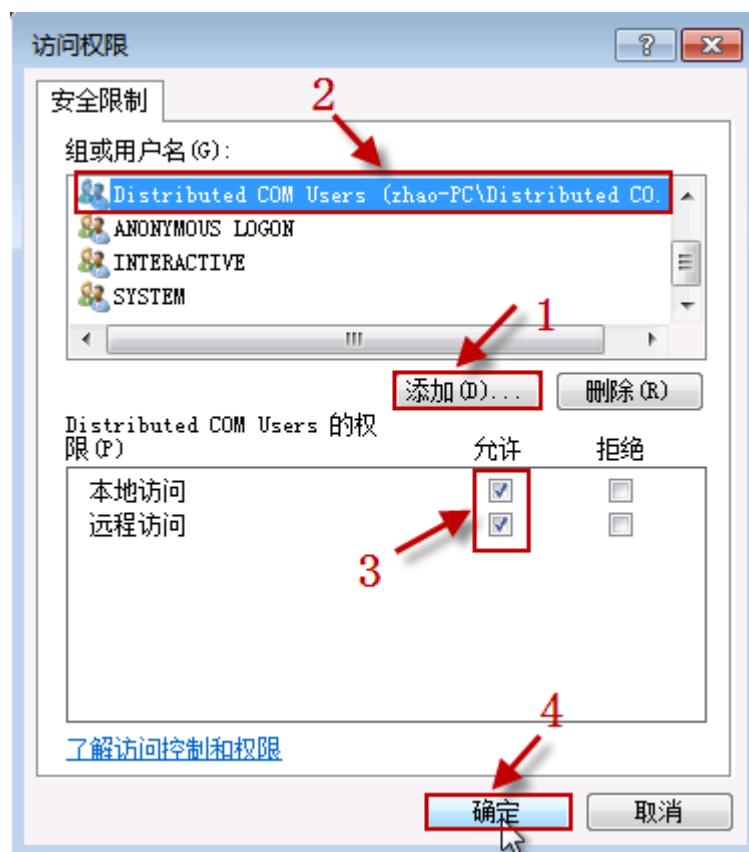 访问权限
安全限制
2
组或用户名(G):
Distributed COM Users (zhao-PC\Distributed CO.
ANONYMOUS LOGON
INTERACTIVE
SYSTEM
1
添加(D)... 删除(R)
Distributed COM Users 的权
限(P) 允许 拒绝
本地访问
远程访问
3
4
了解访问控制和权限
确定 取消